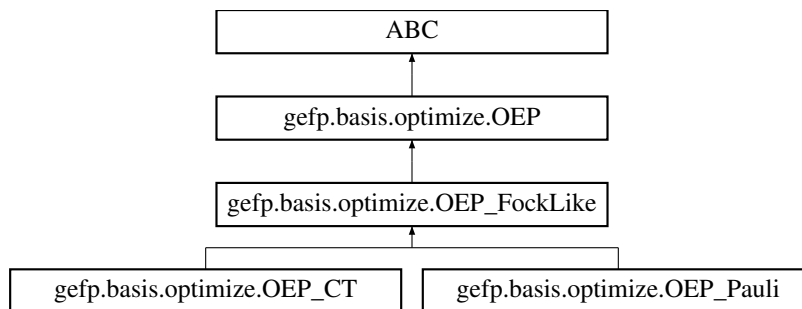 ABC
gefp.basis.optimize.OEP
gefp.basis.optimize.OEP_FockLike
gefp.basis.optimize.OEP_CT
gefp.basis.optimize.OEP_Pauli